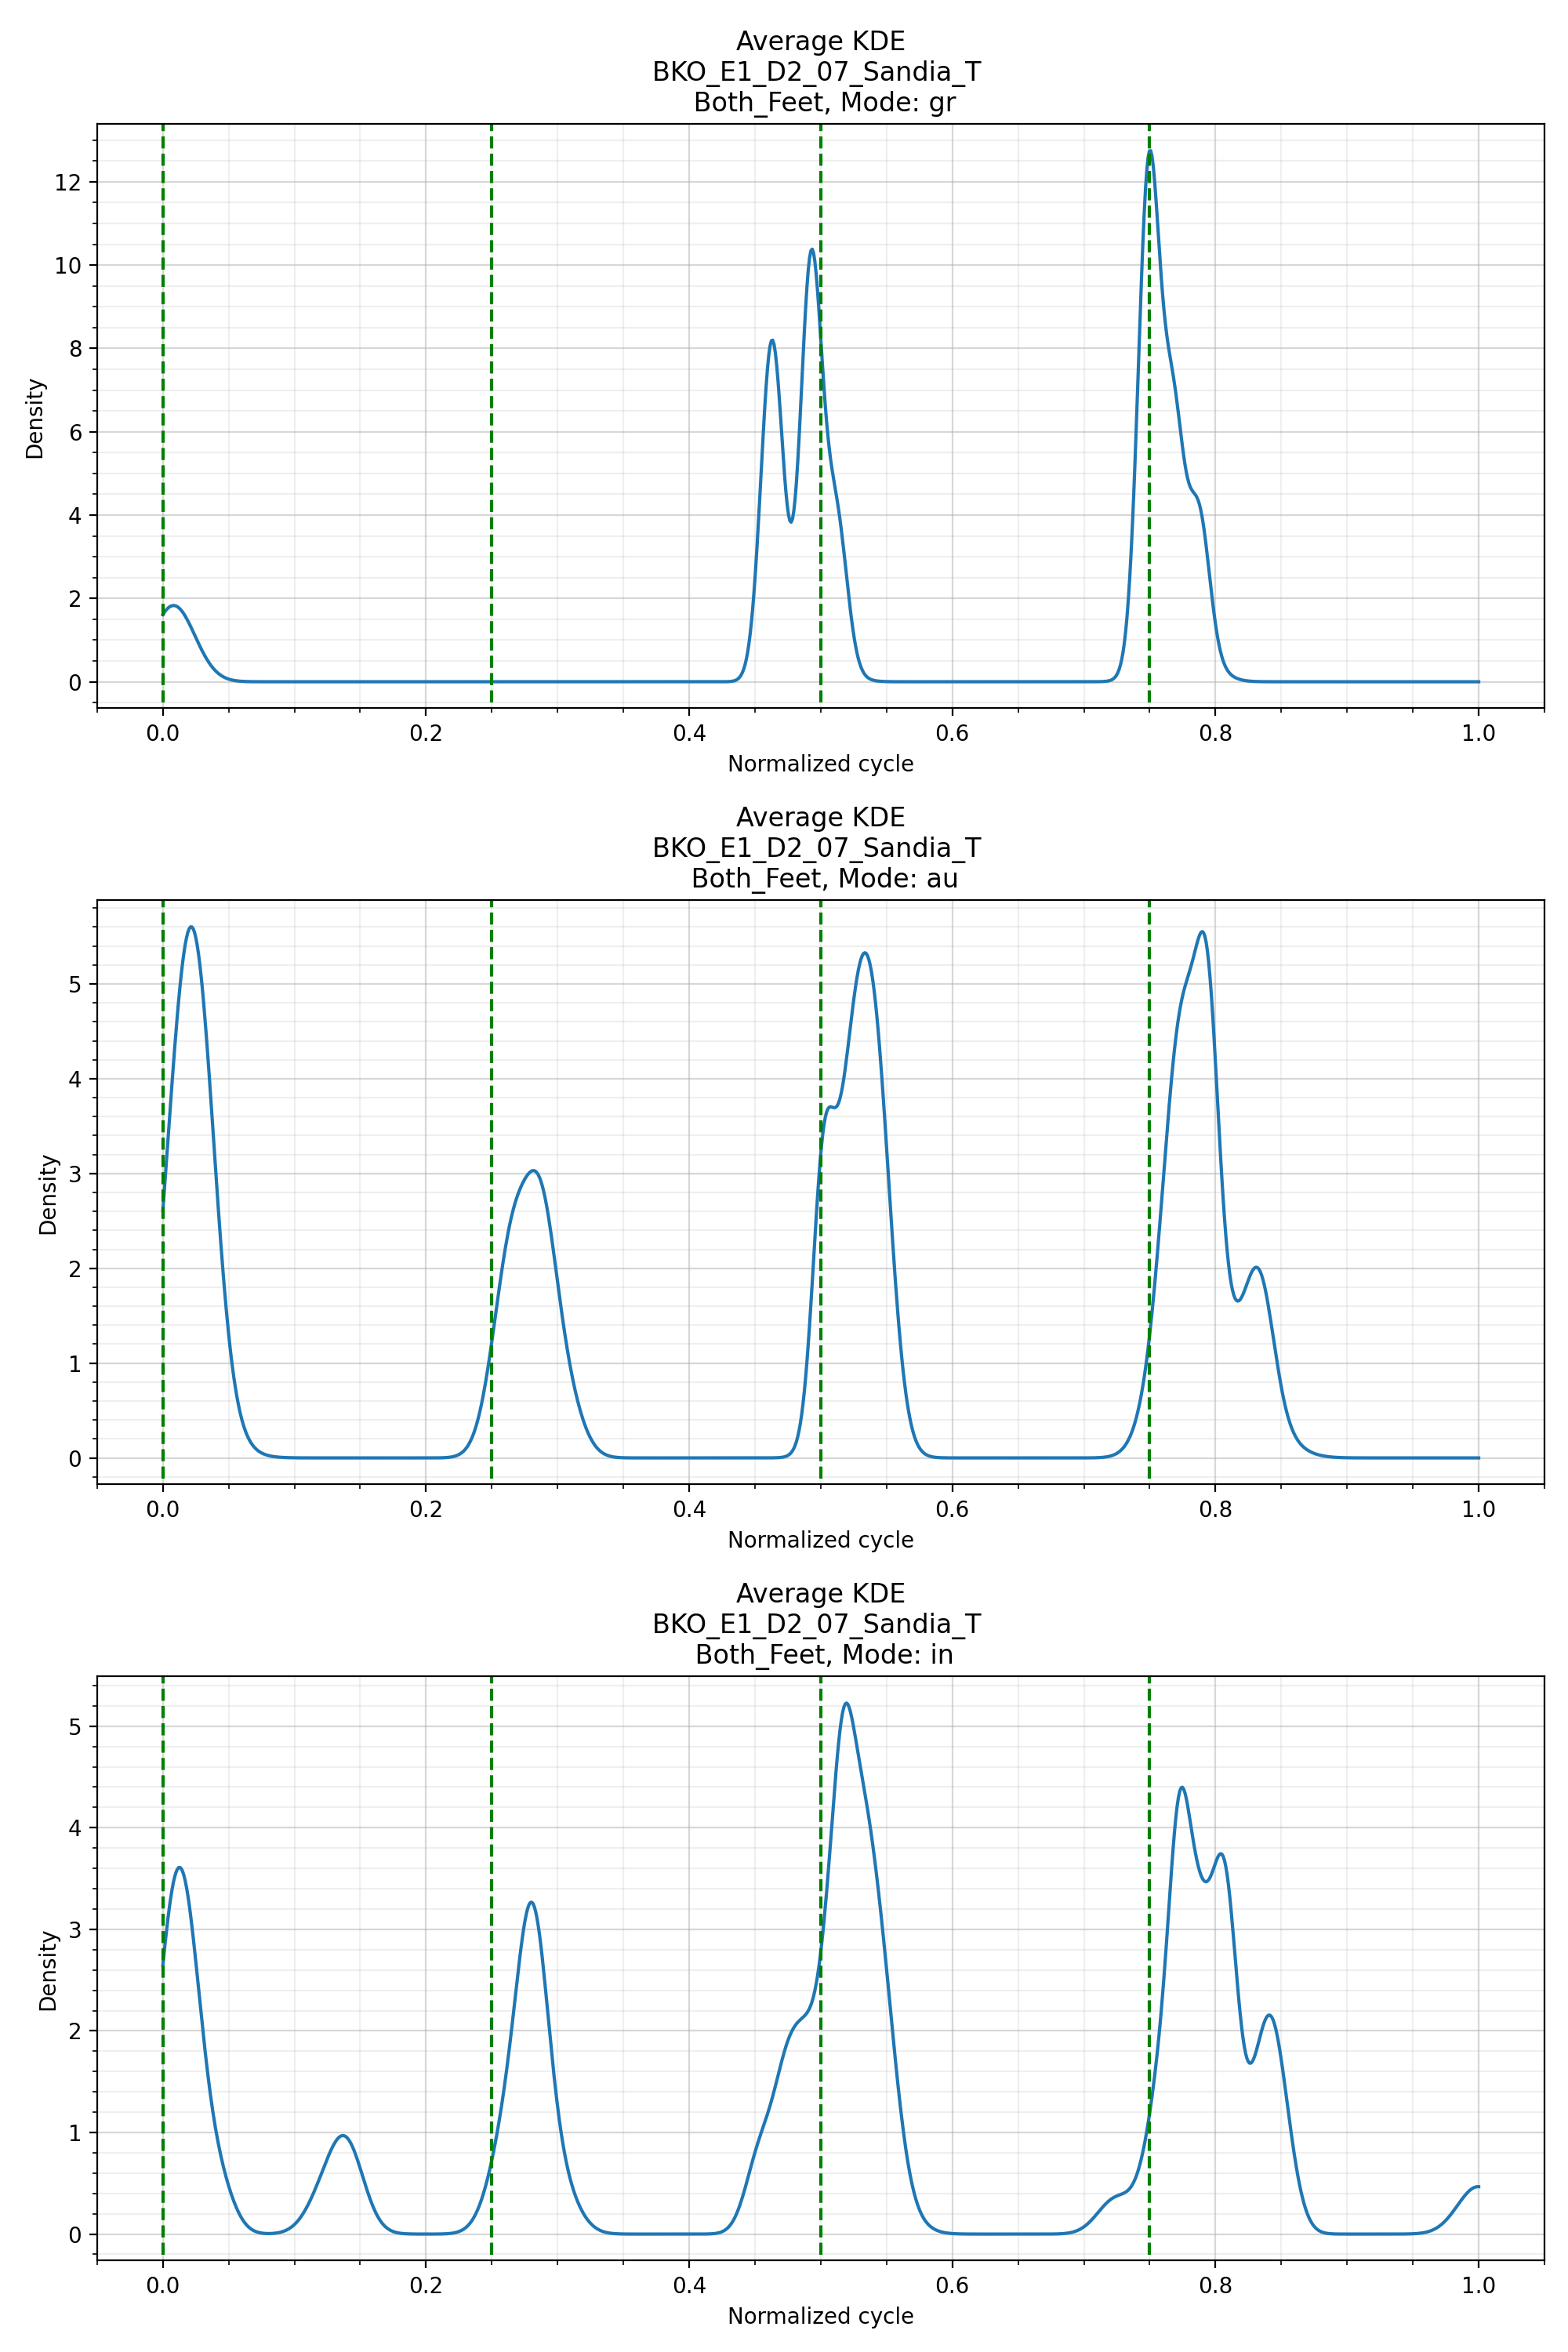 Average KDE
BKO_E1_D2_07_Sandia_T
Both_Feet, Mode: gr
12
10
8
6
4
2
0
Density
0.0 0.2 0.4 0.6 0.8 1.0
Normalized cycle
Average KDE
BKO_E1_D2_07_Sandia_T
Both_Feet, Mode: au
5
4
3
2
1
0
Density
0.0 0.2 0.4 0.6 0.8 1.0
Normalized cycle
Average KDE
BKO_E1_D2_07_Sandia_T
Both_Feet, Mode: in
5
4
3
2
1
0
Density
0.0 0.2 0.4 0.6 0.8 1.0
Normalized cycle